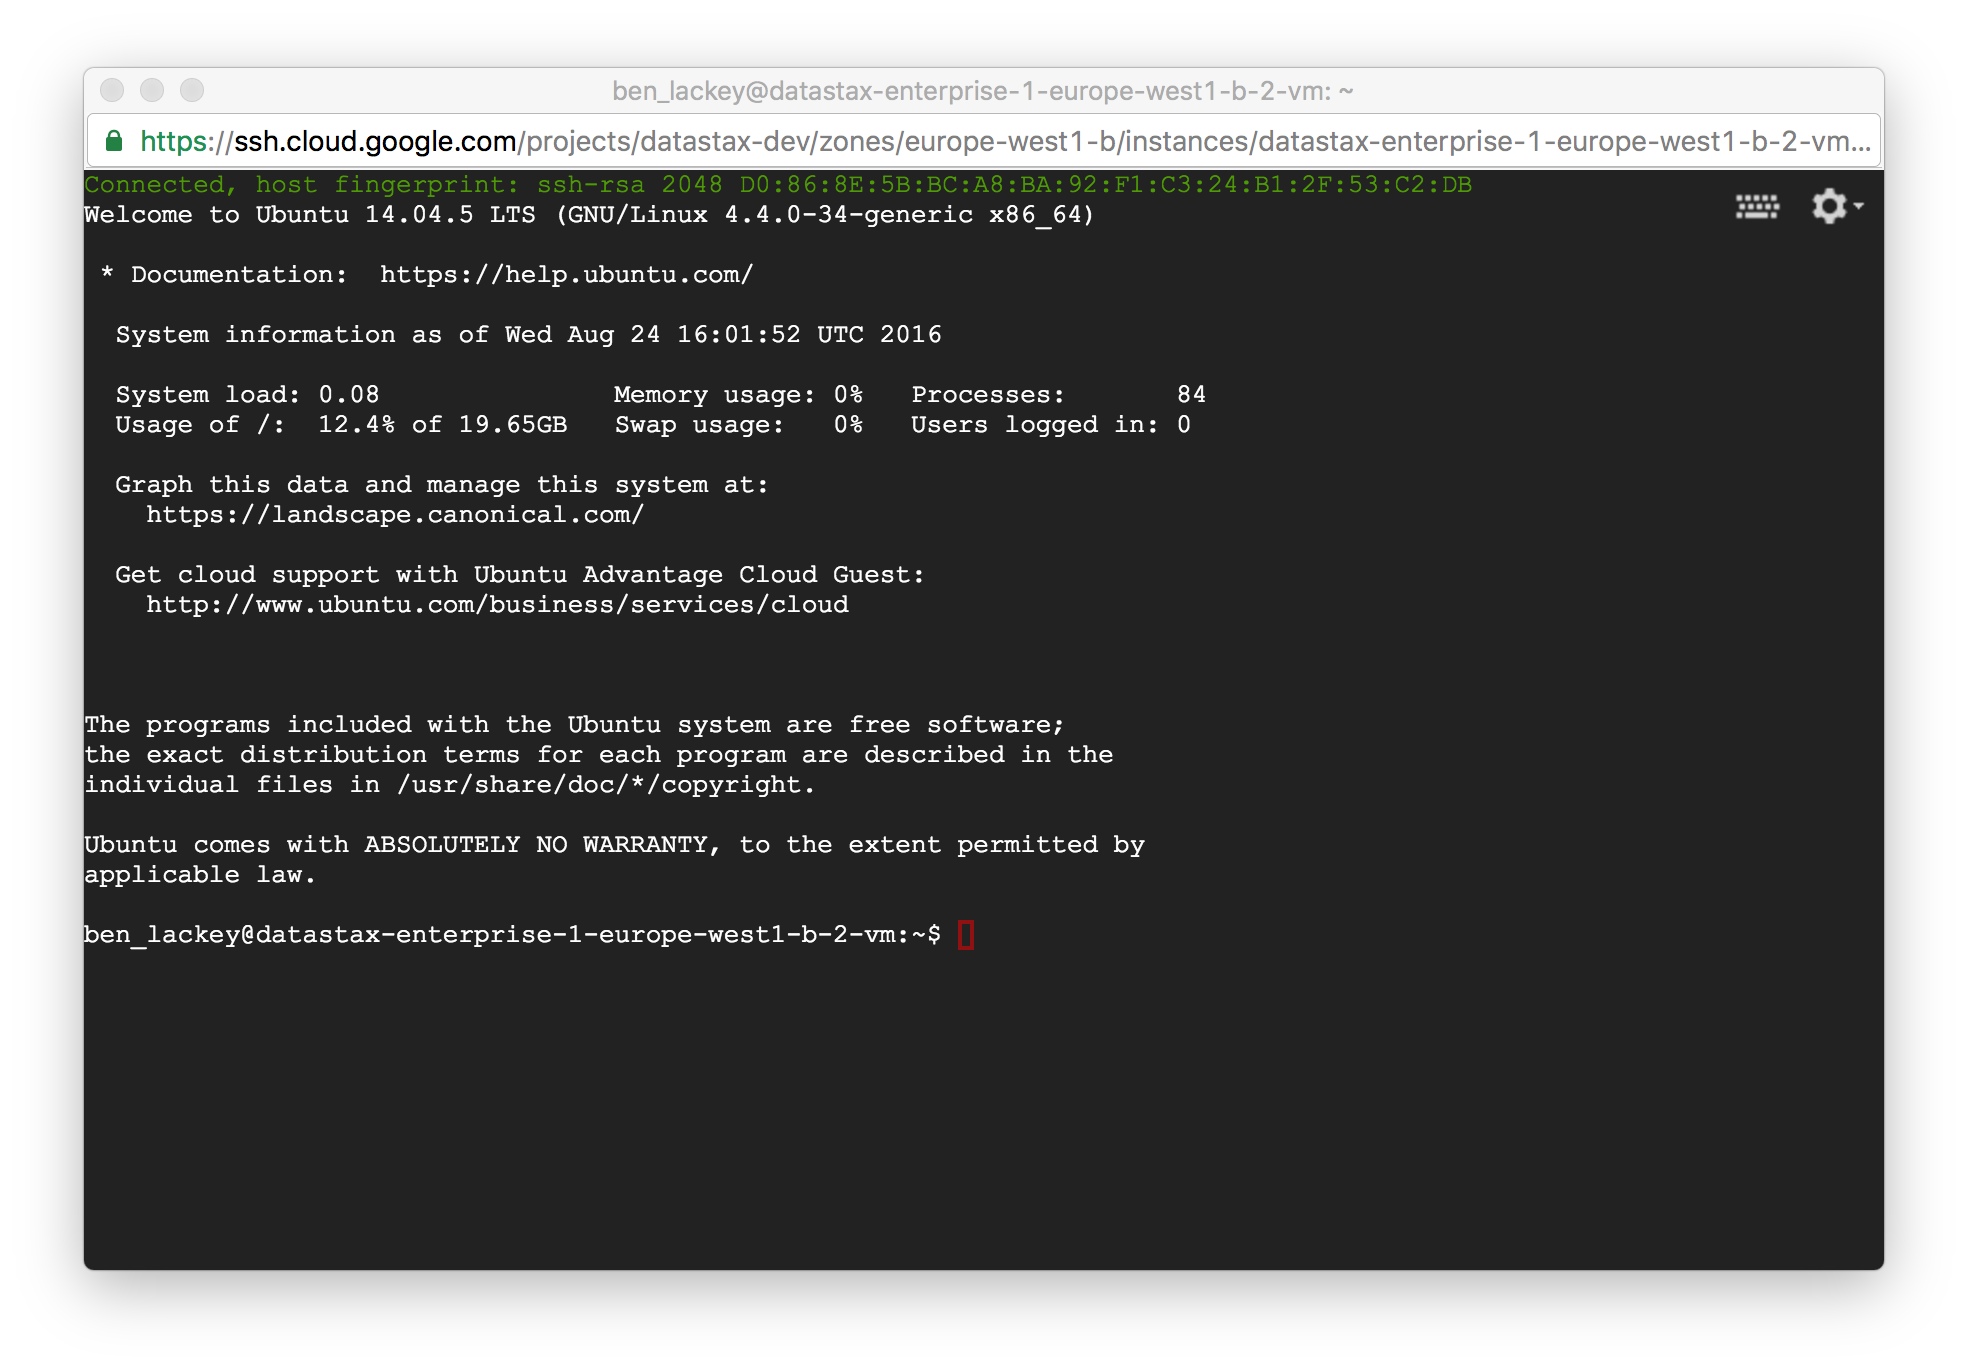 ben_lackey@datastax-enterprise-1-europe-west1-b-2-vm: ~
https://ssh.cloud.google.com/projects/datastax-dev/zones/europe-west1-b/instances/datastax-enterprise-1-europe-west1-b-2-vm...
Connected, host fingerprint: ssh-rsa 2048 D0:86:8E:5B:BC:A8:BA:92:F1:C3:24:B1:2F:53:C2:DB
Welcome to Ubuntu 14.04.5 LTS (GNU/Linux 4.4.0-34-generic x86_64)
* Documentation:  https://help.ubuntu.com/
System information as of Wed Aug 24 16:01:52 UTC 2016
System load: 0.08               Memory usage: 0%   Processes:       84
Usage of /:  12.4% of 19.65GB   Swap usage:   0%   Users logged in: 0
Graph this data and manage this system at:
https://landscape.canonical.com/
Get cloud support with Ubuntu Advantage Cloud Guest:
http://www.ubuntu.com/business/services/cloud
The programs included with the Ubuntu system are free software;
the exact distribution terms for each program are described in the
individual files in /usr/share/doc/*/copyright.
Ubuntu comes with ABSOLUTELY NO WARRANTY, to the extent permitted by
applicable law.
ben_lackey@datastax-enterprise-1-europe-west1-b-2-vm:~$